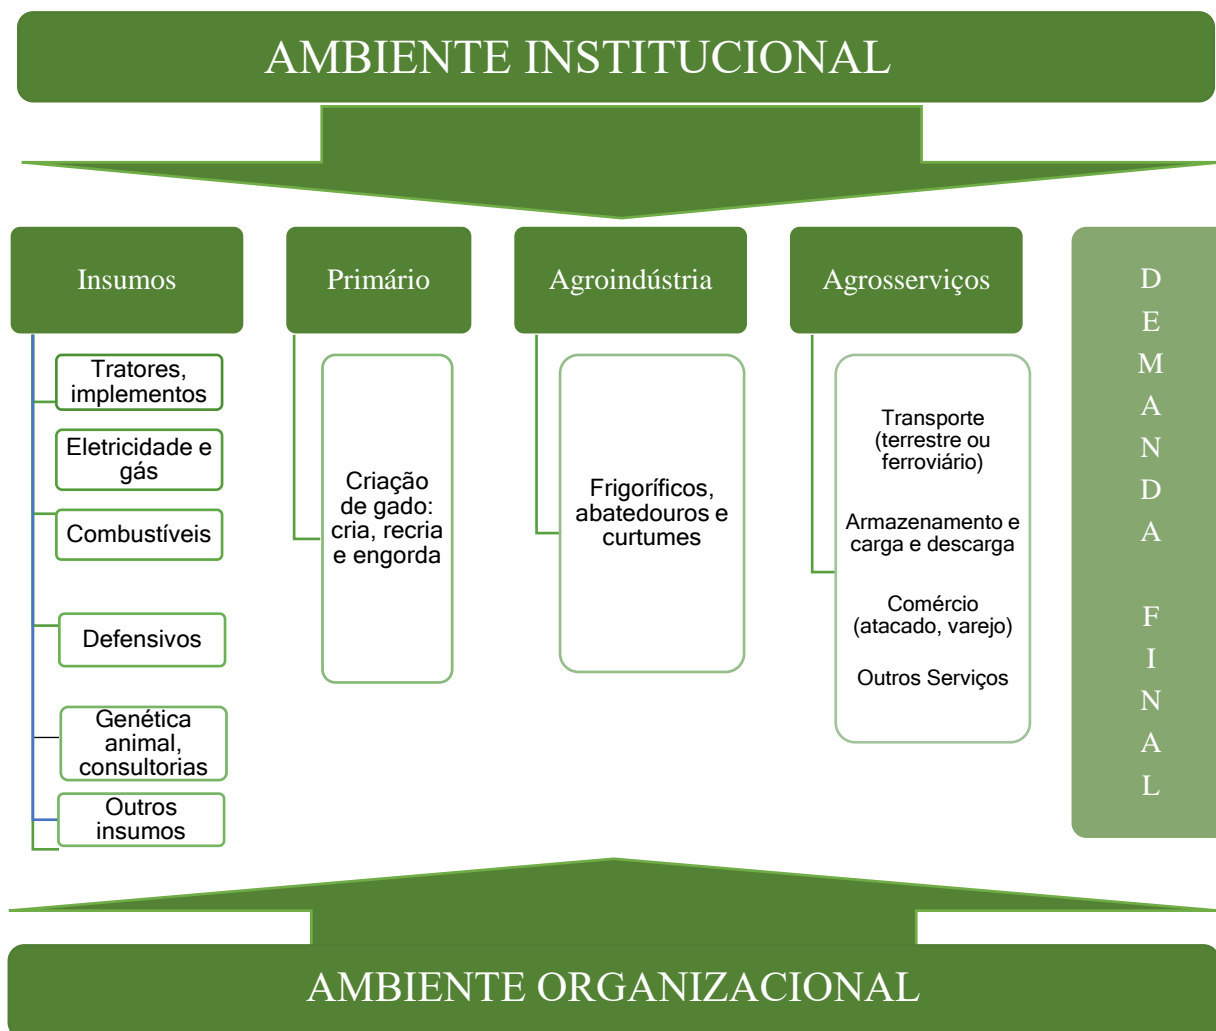 AMBIENTE INSTITUCIONAL
Insumos
Tratores,
implementos
Eletricidade e
gás
Combustíveis
Defensivos
Genética
animal,
consultorias
Outros
insumos
Primário
Criação
de gado:
cria, recria
e engorda
Agroindústria
Frigoríficos,
abatedouros e
curtumes
Agrosserviços
Transporte
(terrestre ou
ferroviário)
Armazenamento e
carga e descarga
Comércio
(atacado, varejo)
Outros Serviços
D
E
M
A
N
D
A
F
I
N
A
L
AMBIENTE ORGANIZACIONAL